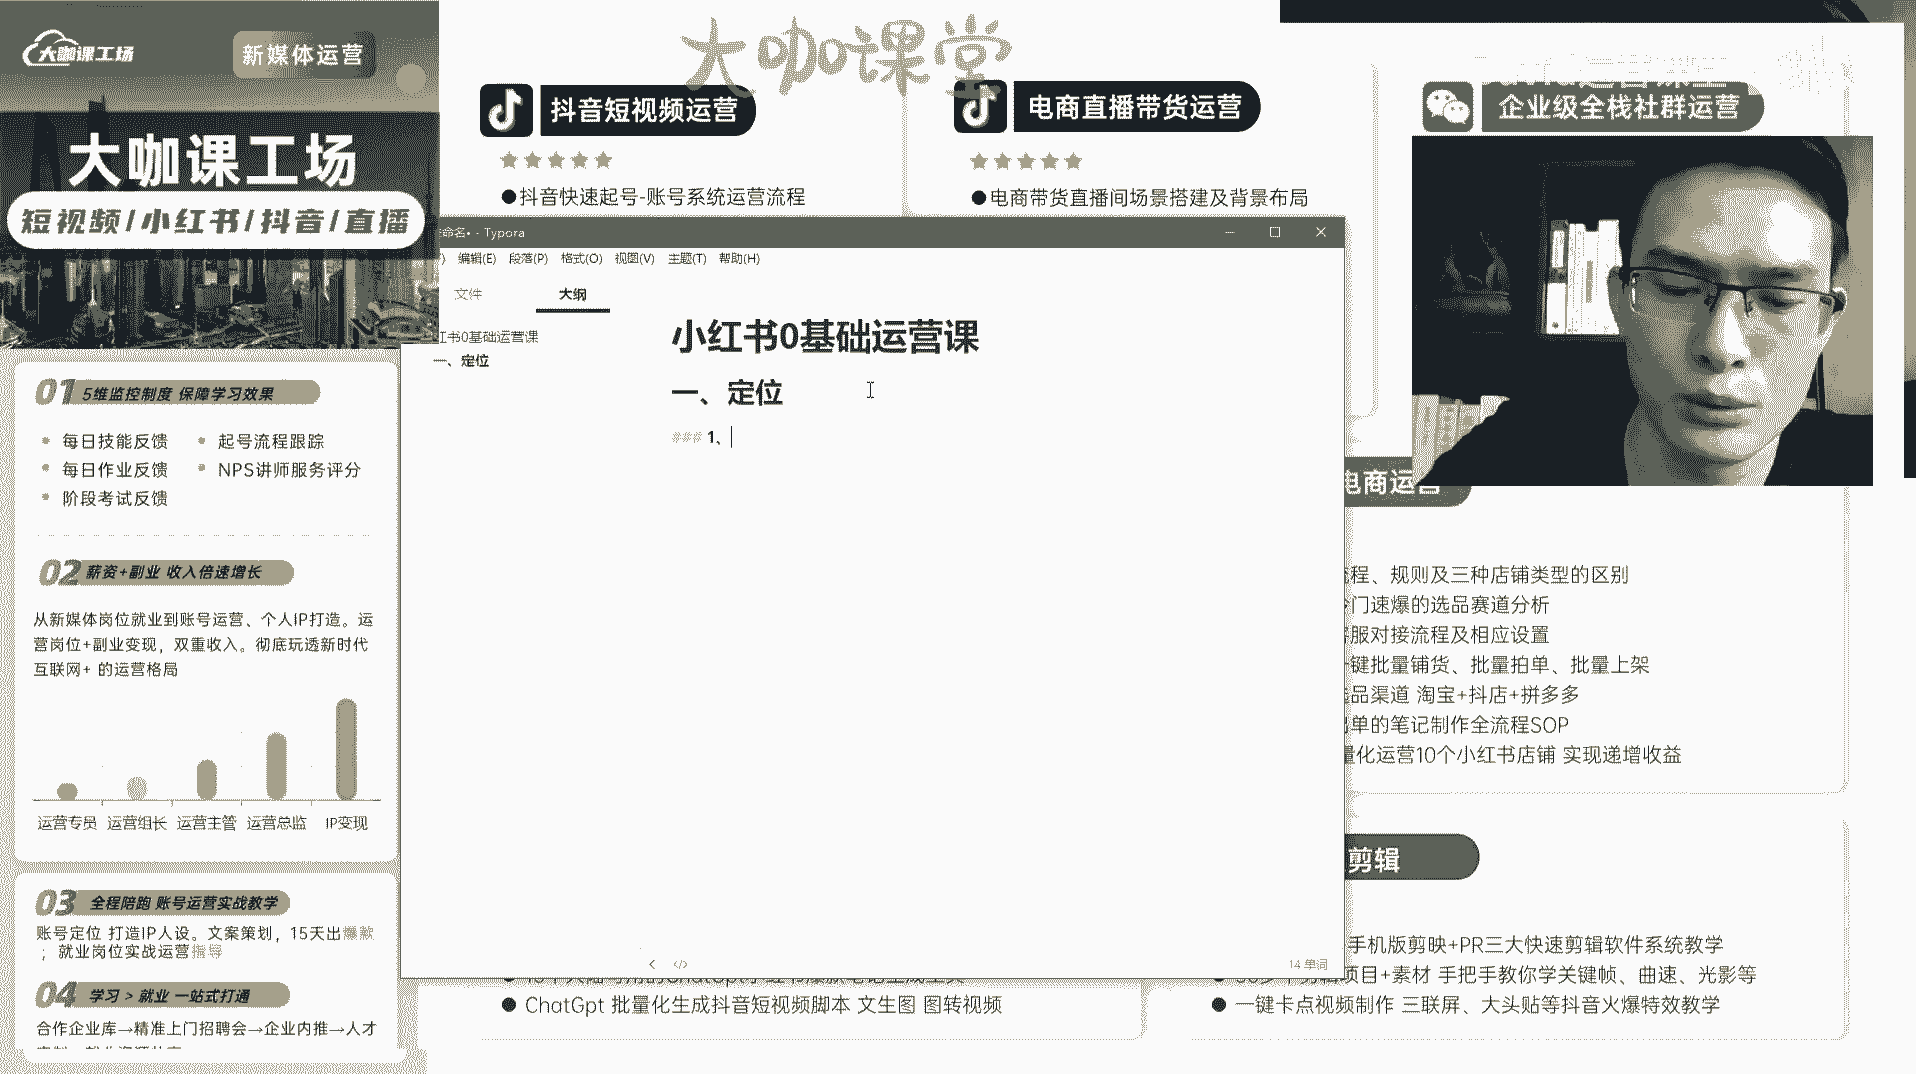 大咖课工场
新媒体运营
大咖课工场
短视频/小红书/抖音/直播
01 5维监控制度 保障学习效果
每日技能反馈
起号流程跟踪
每日作业反馈
NPS讲师服务评分
阶段考试反馈
02 薪资+副业 收入倍速增长
从新媒体岗位就业到账号运营、个人IP打造。运
营岗位+副业变现，双重收入。彻底玩透新时代
互联网+ 的运营格局
运营专员 运营组长 运营主管 运营总监 IP变现
03 全程陪跑 账号运营实战教学
账号定位 打造IP人设。文案策划，15天出爆款
；就业岗位实战运营指导
04 学习 > 就业 一站式打通
合作企业库→精准上门招聘会→企业内推→人才
大咖课堂
抖音短视频运营
●抖音快速起号-账号系统运营流程
电商直播带货运营
●电商带货直播间场景搭建及背景布局
企业级全栈社群运营
命名• - Typora
编辑(E) 段落(P) 格式(O) 视图(V) 主题(T) 帮助(H)
文件
大纲
红书0基础运营课
一、定位
小红书0基础运营课
一、定位
### 1、
14 单词
电商运营
程、规则及三种店铺类型的区别
门速爆的选品赛道分析
服对接流程及相应设置
键批量铺货、批量拍单、批量上架
品渠道 淘宝+抖店+拼多多
单的笔记制作全流程SOP
量化运营10个小红书店铺 实现递增收益
剪辑
手机版剪映+PR三大快速剪辑软件系统教学
项目+素材 手把手教你学关键帧、曲速、光影等
● 一键卡点视频制作 三联屏、大头贴等抖音火爆特效教学
● ChatGpt 批量化生成抖音短视频脚本 文生图 图转视频